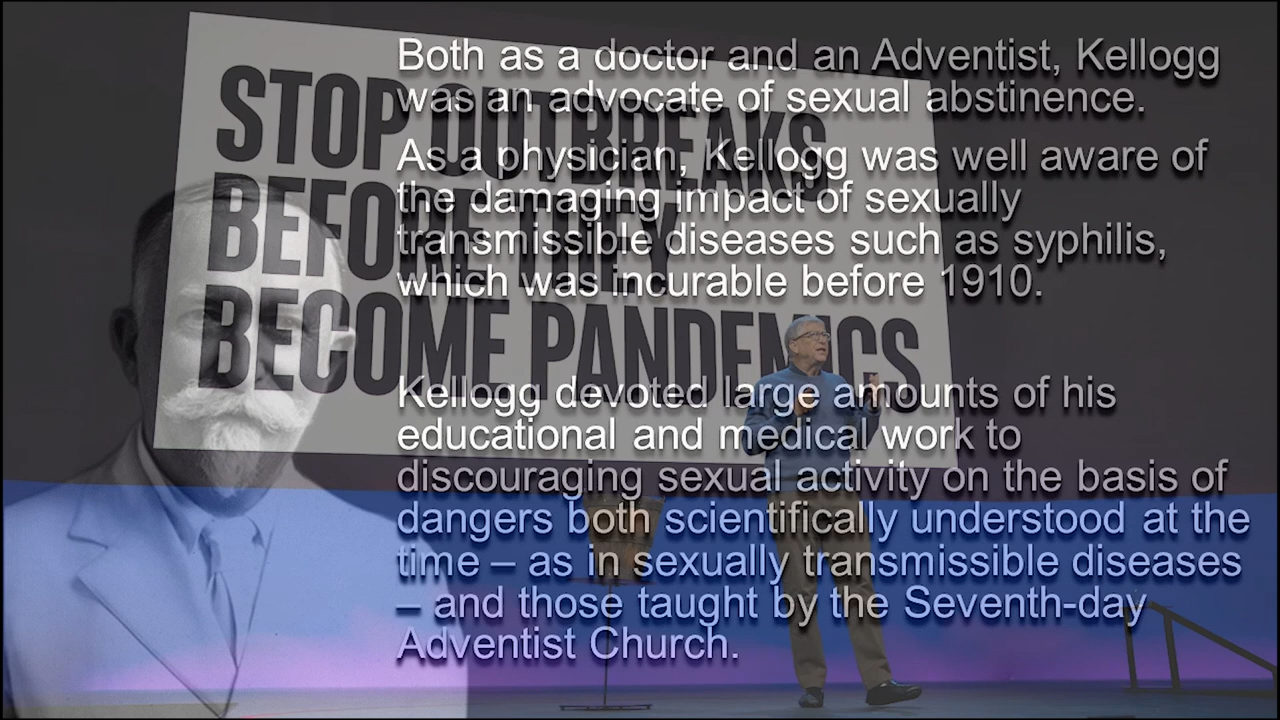 STOP OUTBREAKS
BEFORE THEY
BECOME PANDEMICS
Both as a doctor and an Adventist, Kellogg
was an advocate of sexual abstinence.
As a physician, Kellogg was well aware of
the damaging impact of sexually
transmissible diseases such as syphilis,
which was incurable before 1910.
Kellogg devoted large amounts of his
educational and medical work to
discouraging sexual activity on the basis of
dangers both scientifically understood at the
time – as in sexually transmissible diseases
– and those taught by the Seventh-day
Adventist Church.